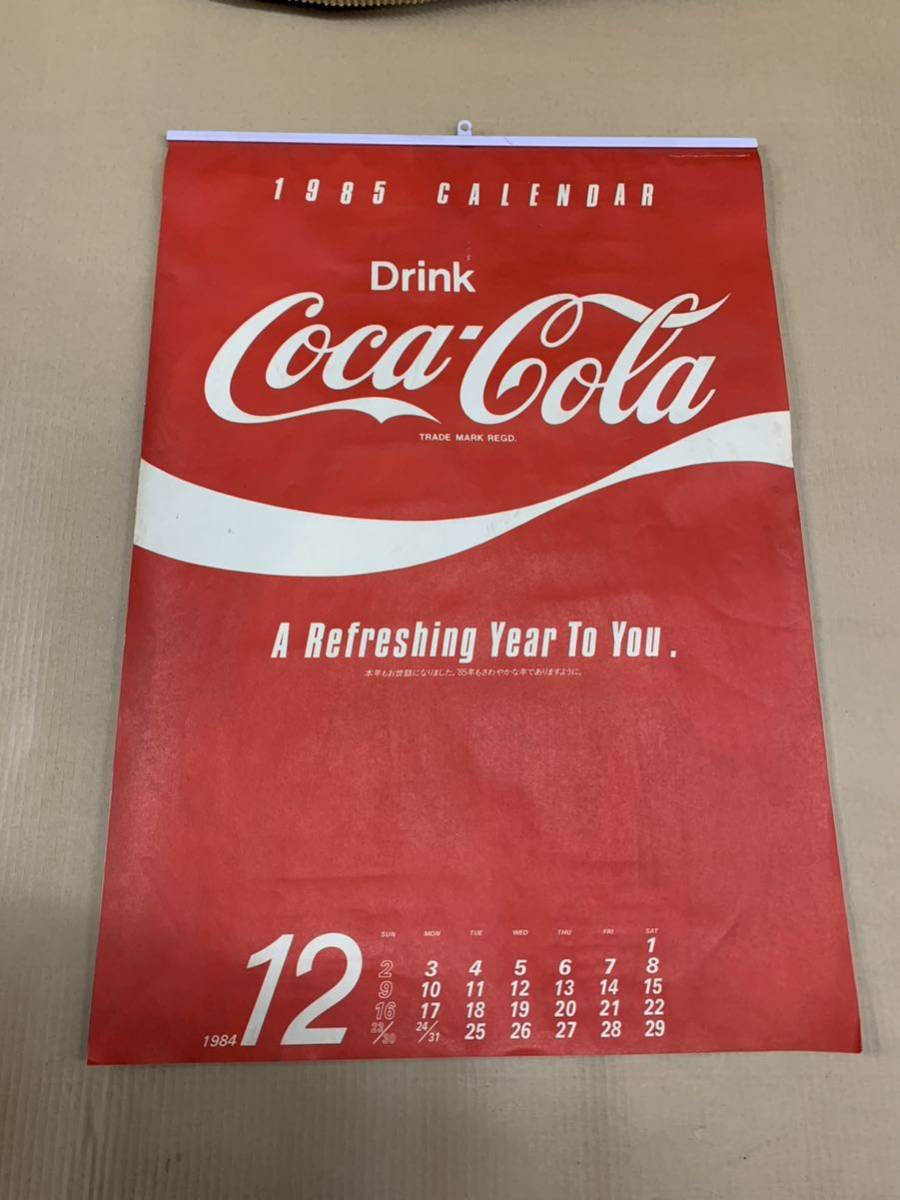 1985 CALENDAR
Drink
Coca-Cola
TRADE MARK REGD.
A Refreshing Year To You.
本年もお世話になりました。'85年もさわやかな年でありますように。
1984 12
SUN MON TUE WED THU FRI SAT
1
2 3 4 5 6 7 8
9 10 11 12 13 14 15
16 17 18 19 20 21 22
23/30 24/31 25 26 27 28 29